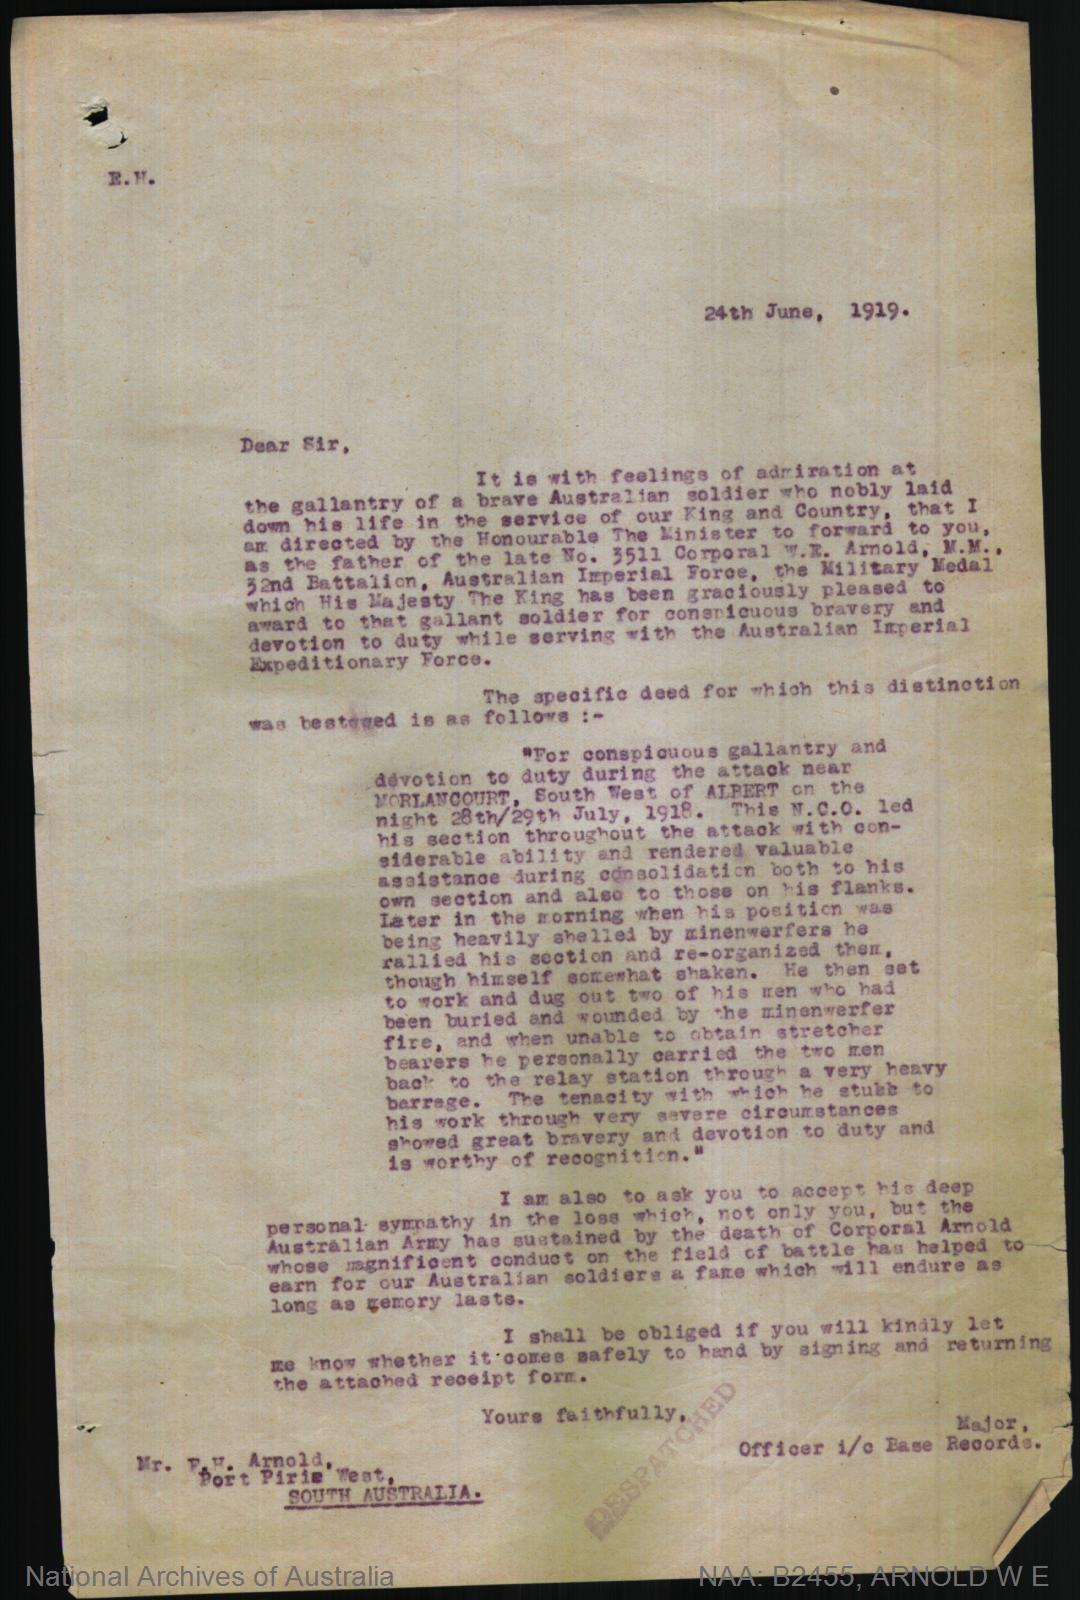 E.H.
24th June, 1919.
Dear Sir,
It is with feelings of admiration at
the gallantry of a brave Australian soldier who nobly laid
down his life in the service of our King and Country, that I
am directed by the Honourable The Minister to forward to you,
as the father of the late No. 3511 Corporal W.E. Arnold, M.M.,
32nd Battalion, Australian Imperial Force, the Military Medal
which His Majesty The King has been graciously pleased to
award to that gallant soldier for conspicuous bravery and
devotion to duty while serving with the Australian Imperial
Expeditionary Force.
The specific deed for which this distinction
was bestowed is as follows :-
"For conspicuous gallantry and
devotion to duty during the attack near
MORLANCOURT, South West of ALBERT on the
night 28th/29th July, 1918. This N.C.O. led
his section throughout the attack with con-
siderable ability and rendered valuable
assistance during consolidation both to his
own section and also to those on his flanks.
Later in the morning when his position was
being heavily shelled by minenwerfers he
rallied his section and re-organized them,
though himself somewhat shaken. He then set
to work and dug out two of his men who had
been buried and wounded by the minenwerfer
fire, and when unable to obtain stretcher
bearers he personally carried the two men
back to the relay station through a very heavy
barrage. The tenacity with which he stuck to
his work through very severe circumstances
showed great bravery and devotion to duty and
is worthy of recognition."
I am also to ask you to accept his deep
personal sympathy in the loss which, not only you, but the
Australian Army has sustained by the death of Corporal Arnold
whose magnificent conduct on the field of battle has helped to
earn for our Australian soldiers a fame which will endure as
long as memory lasts.
I shall be obliged if you will kindly let
me know whether it comes safely to hand by signing and returning
the attached receipt form.
Yours faithfully,
Major,
Officer i/c Base Records.
Mr. F.H. Arnold,
Port Pirie West,
SOUTH AUSTRALIA.
DESPATCHED
National Archives of Australia
NAA: B2455, ARNOLD W E